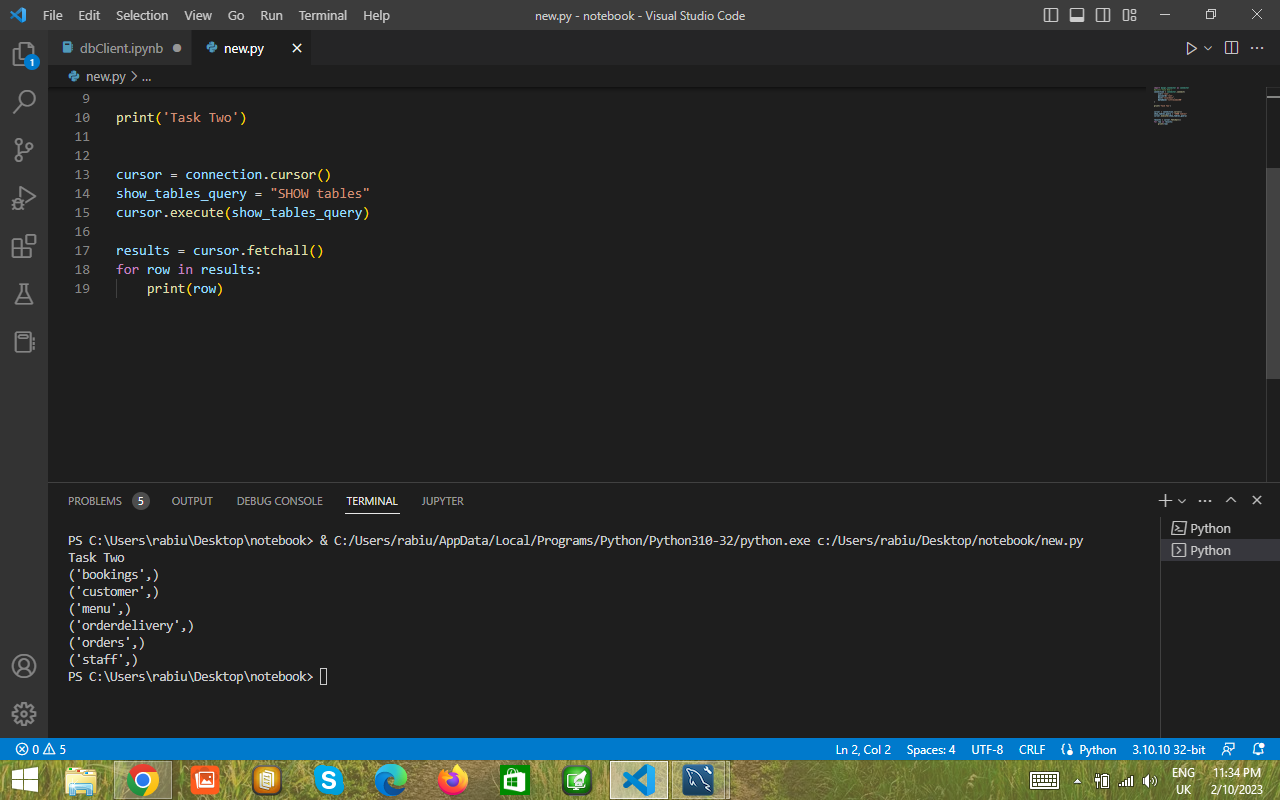 File Edit Selection View Go Run Terminal Help new.py - notebook - Visual Studio Code
1
dbClient.ipynb new.py
new.py > ...
9
10 print('Task Two')
11
12
13 cursor = connection.cursor()
14 show_tables_query = "SHOW tables"
15 cursor.execute(show_tables_query)
16
17 results = cursor.fetchall()
18 for row in results:
19     print(row)
PROBLEMS 5 OUTPUT DEBUG CONSOLE TERMINAL JUPYTER
PS C:\Users\rabiu\Desktop\notebook> & C:/Users/rabiu/AppData/Local/Programs/Python/Python310-32/python.exe c:/Users/rabiu/Desktop/notebook/new.py
Task Two
('bookings',)
('customer',)
('menu',)
('orderdelivery',)
('orders',)
('staff',)
PS C:\Users\rabiu\Desktop\notebook>
Python
Python
0 5 Ln 2, Col 2 Spaces: 4 UTF-8 CRLF Python 3.10.10 32-bit
ENG 11:34 PM
UK 2/10/2023